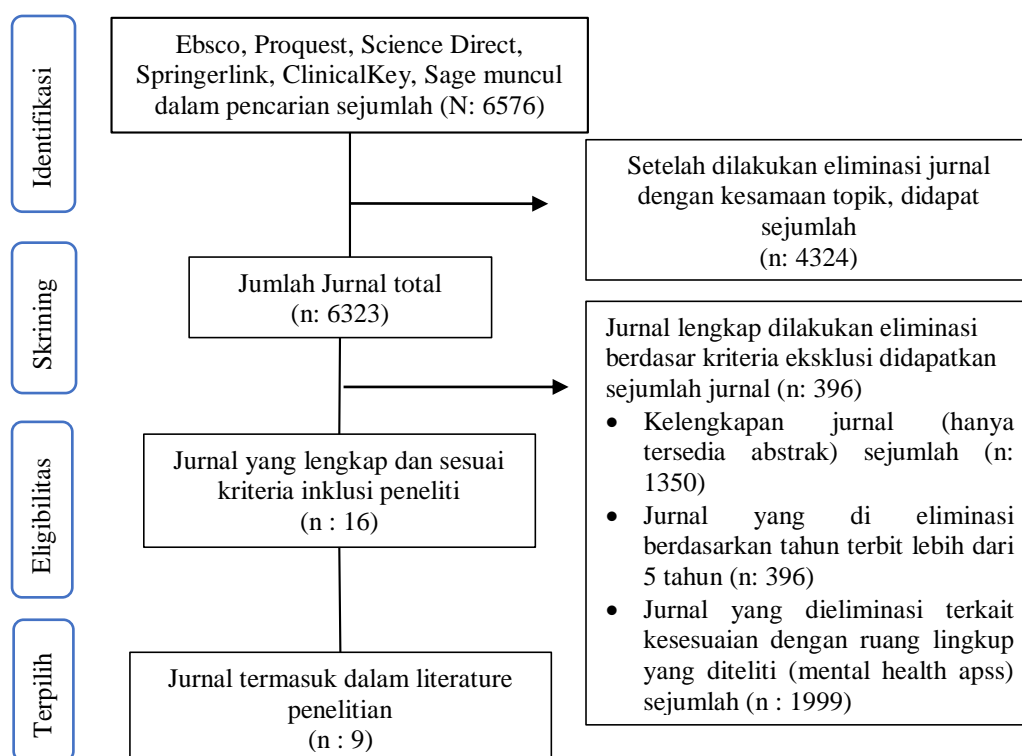 Identifikasi
Ebsco, Proquest, Science Direct,
Springerlink, ClinicalKey, Sage muncul
dalam pencarian sejumlah (N: 6576)
Setelah dilakukan eliminasi jurnal
dengan kesamaan topik, didapat
sejumlah
(n: 4324)
Skrining
Jumlah Jurnal total
(n: 6323)
Jurnal lengkap dilakukan eliminasi
berdasar kriteria eksklusi didapatkan
sejumlah jurnal (n: 396)
• Kelengkapan jurnal (hanya
tersedia abstrak) sejumlah (n:
1350)
• Jurnal yang di eliminasi
berdasarkan tahun terbit lebih dari
5 tahun (n: 396)
• Jurnal yang dieliminasi terkait
kesesuaian dengan ruang lingkup
yang diteliti (mental health apss)
sejumlah (n : 1999)
Eligibilitas
Jurnal yang lengkap dan sesuai
kriteria inklusi peneliti
(n : 16)
Terpilih
Jurnal termasuk dalam literature
penelitian
(n : 9)